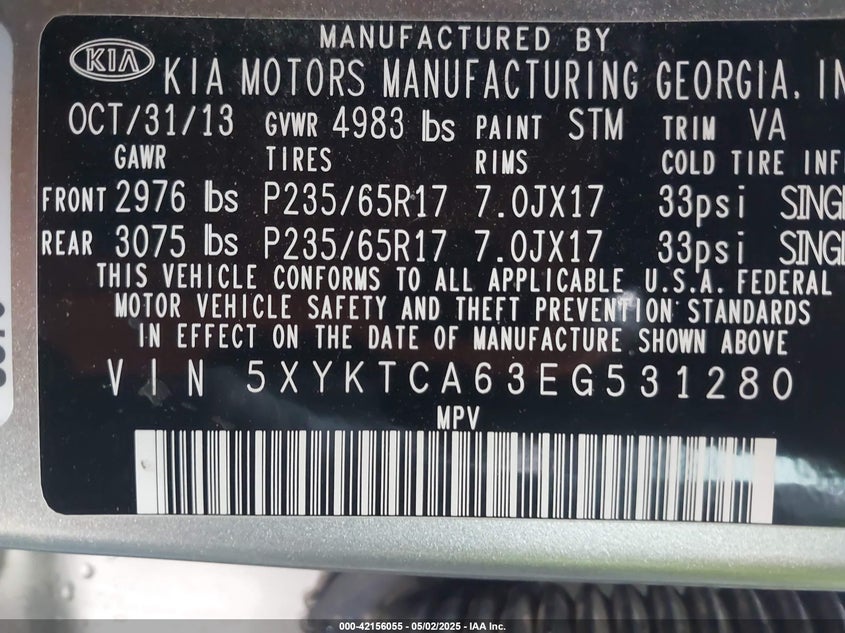 MANUFACTURED BY
KIA KIA MOTORS MANUFACTURING GEORGIA, IN
OCT/31/13 GVWR 4983 lbs PAINT STM TRIM VA
GAWR TIRES RIMS COLD TIRE INF
FRONT 2976 lbs P235/65R17 7.0JX17 33psi SINGL
REAR 3075 lbs P235/65R17 7.0JX17 33psi SINGL
THIS VEHICLE CONFORMS TO ALL APPLICABLE U.S.A. FEDERAL
MOTOR VEHICLE SAFETY AND THEFT PREVENTION STANDARDS
IN EFFECT ON THE DATE OF MANUFACTURE SHOWN ABOVE
VIN 5XYKTCA63EG531280
MPV
000-42156055 — 05/02/2025 - IAA Inc.